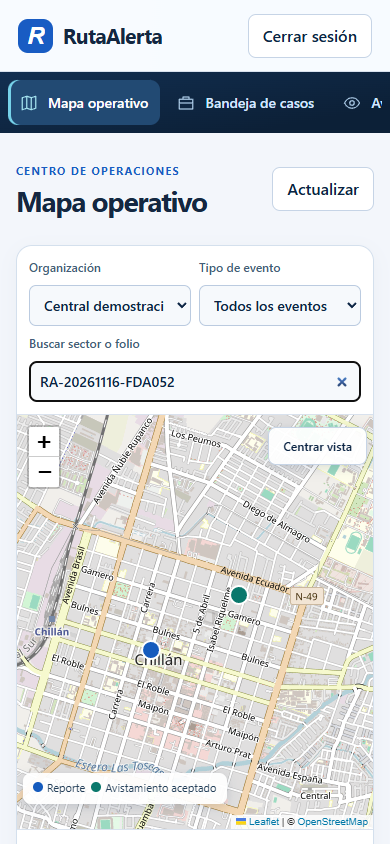 R RutaAlerta
Cerrar sesión
Mapa operativo
Bandeja de casos
CENTRO DE OPERACIONES
Mapa operativo
Actualizar
Organización
Tipo de evento
Central demostraci
Todos los eventos
Buscar sector o folio
RA-20261116-FDA052
×
+
−
Centrar vista
Avenida Ñuble
Rupanco
Los Peumos
Diego de Almagro
Avenida Brasil
Gamero
Avenida Ecuador
N-49
Carrera
5 de Abril
Isabel Riquelme
Gamero
Bulnes
Chillán
Bulnes
Chillán
Bulnes
El Roble
El Roble
Maipón
Carrera
El Roble
Maipón
Arturo Prat
Avenida España
Central
Reporte
Avistamiento aceptado
Leaflet | © OpenStreetMap